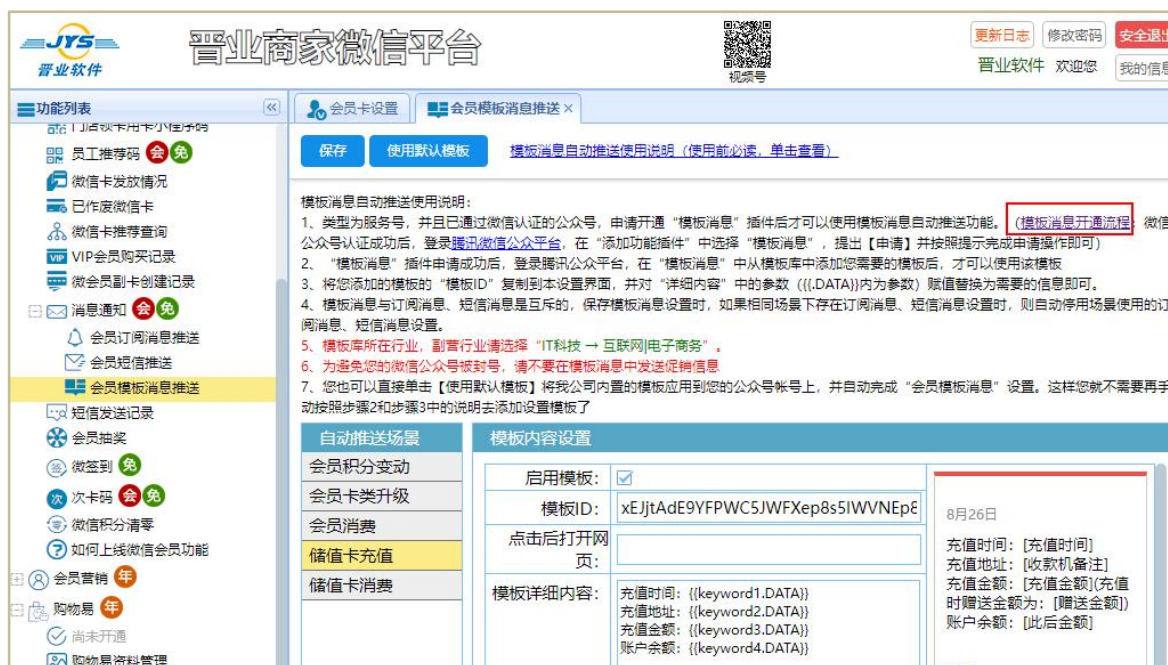 JYS
晋业软件
晋业商家微信平台
视频号
更新日志
修改密码
安全退出
晋业软件 欢迎您
我的信息
功能列表
会员卡设置
会员模板消息推送
门店领卡用卡小程序码
员工推荐码 会 免
微信卡发放情况
已作废微信卡
微信卡推荐查询
VIP VIP会员购买记录
微会员副卡创建记录
消息通知 会 免
会员订阅消息推送
会员短信推送
会员模板消息推送
短信发送记录
会员抽奖
签 微签到 免
次 次卡码 会 免
零 微信积分清零
如何上线微信会员功能
会员营销 年
购物易 年
尚未开通
购物易资料管理
保存
使用默认模板
模板消息自动推送使用说明（使用前必读，单击查看）
模板消息自动推送使用说明：
1、类型为服务号，并且已通过微信认证的公众号，申请开通“模板消息”插件后才可以使用模板消息自动推送功能。（模板消息开通流程：微信
公众号认证成功后，登录腾讯微信公众平台，在“添加功能插件”中选择“模板消息”，提出【申请】并按照提示完成申请操作即可）
2、“模板消息”插件申请成功后，登录腾讯公众平台，在“模板消息”中从模板库中添加您需要的模板后，才可以使用该模板
3、将您添加的模板的“模板ID”复制到本设置界面，并对“详细内容”中的参数（{{.DATA}}内为参数）赋值替换为需要的信息即可。
4、模板消息与订阅消息、短信消息是互斥的，保存模板消息设置时，如果相同场景下存在订阅消息、短信消息设置时，则自动停用场景使用的订
阅消息、短信消息设置。
5、模板库所在行业，副营行业请选择“IT科技 → 互联网|电子商务”。
6、为避免您的微信公众号被封号，请不要在模板消息中发送促销信息
7、您也可以直接单击【使用默认模板】将我公司内置的模板应用到您的公众号帐号上，并自动完成“会员模板消息”设置。这样您就不需要再手
动按照步骤2和步骤3中的说明去添加设置模板了
自动推送场景
会员积分变动
会员卡类升级
会员消费
储值卡充值
储值卡消费
模板内容设置
启用模板：
模板ID： xEJjtAdE9YFPWC5JWFXep8s5IWVNEp8
点击后打开网
页：
模板详细内容：
充值时间：{{keyword1.DATA}}
充值地址：{{keyword2.DATA}}
充值金额：{{keyword3.DATA}}
账户余额：{{keyword4.DATA}}
8月26日
充值时间：[充值时间]
充值地址：[收款机备注]
充值金额：[充值金额](充值
时赠送金额为：[赠送金额])
账户余额：[此后金额]